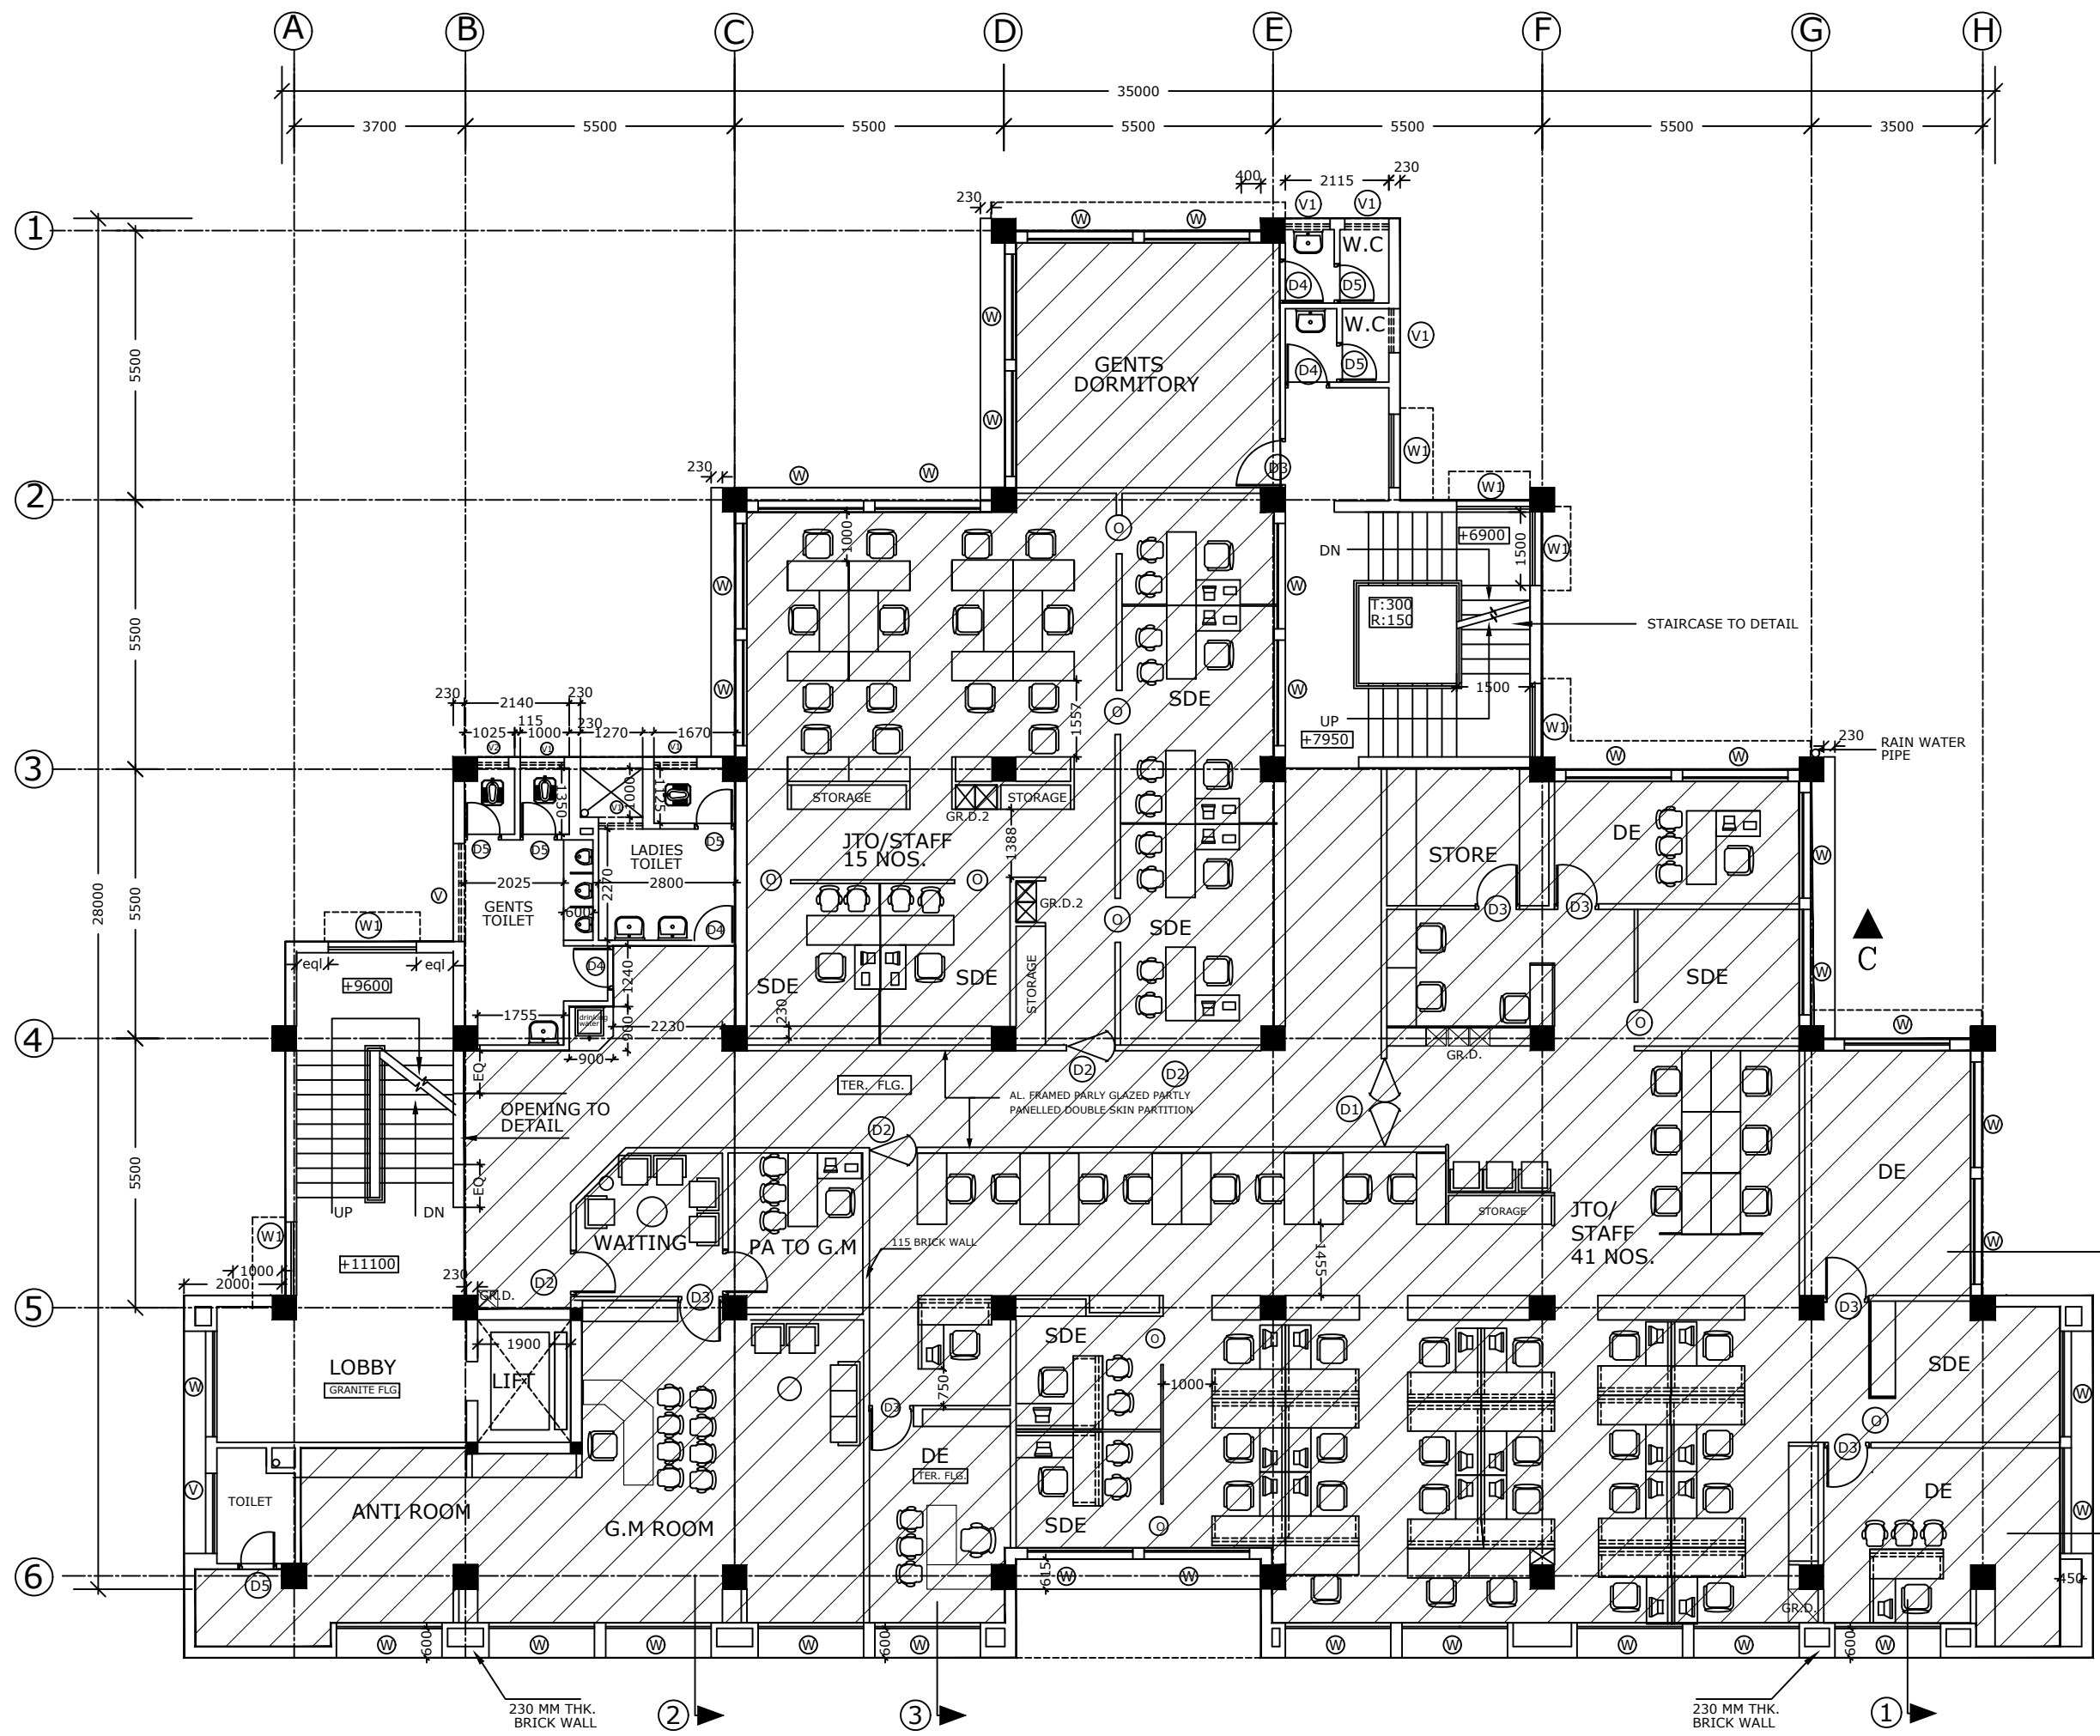 A B C D E F G H
35000
3700 5500 5500 5500 5500 5500 3500
400 2115 230
230 V1 V1
1 W W W.C
D4 D5
W W.C V1
D4 D5
5500
GENTS
DORMITORY
W W1
230 W W D3 W1
2
O +6900
1000 DN 1500 W1
W W
T:300
R:150
STAIRCASE TO DETAIL
28000
5500
230 2140 230 W SDE W 1500
115 230 1557 O UP W1
1025 1000 1270 1670 +7950 W W 230 RAIN WATER
PIPE
V2 V1 V1
3
1350 1000 1125 STORAGE STORAGE
V1 GR.D.2
D5 D5 LADIES
TOILET
D5 JTO/STAFF
15 NOS.
1388 STORE DE W
2025 2270 2800 O O
V GENTS
TOILET
600 GR.D.2 D3 D3
W1 D4 O SDE C
5500
eql eql D4 1240 SDE SDE STORAGE SDE W
+9600
1755 drinking
water
900 2230 230 O W
4
900 GR.D.
EQ TER. FLG. D2 D2
AL. FRAMED PARLY GLAZED PARTLY
PANELLED DOUBLE SKIN PARTITION
OPENING TO
DETAIL
D2 D1 W
5500
EQ DE
UP DN STORAGE JTO/
STAFF
41 NOS.
W1 WAITING PA TO G.M 115 BRICK WALL 1455 W
+11100
1000
2000 230 D2 D3 D3
5 GR.D.
1900 SDE O SDE
LOBBY
GRANITE FLG.
LIFT 750 1000 W
W D3 O
DE D3
TER. FLG.
V TOILET ANTI ROOM G.M ROOM SDE O DE W
6
D5 615 W W 450
GR.D.
W 600 W W W 600 W W W W W 600 W
230 MM THK.
BRICK WALL
2 3 230 MM THK.
BRICK WALL
1